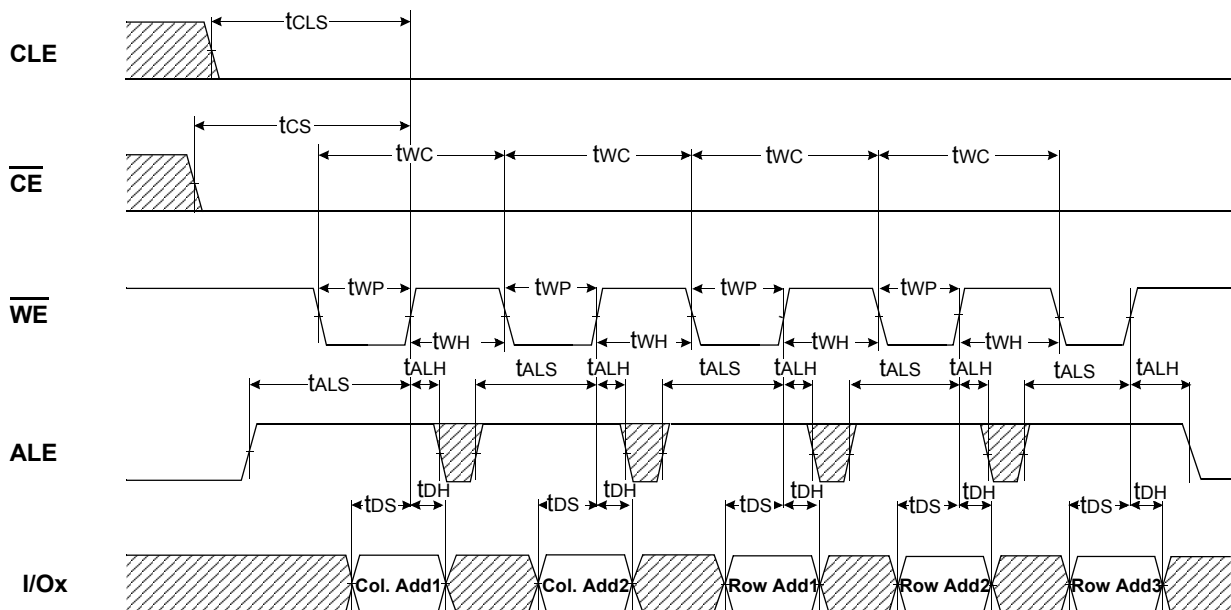 tCLS
CLE
tCS
tWC tWC tWC tWC
CE
tWP tWP tWP tWP
WE
tWH tWH tWH tWH
tALS tALH tALS tALH tALS tALH tALS tALH tALS tALH
ALE
tDS tDH tDS tDH tDS tDH tDS tDH tDS tDH
I/Ox Col. Add1 Col. Add2 Row Add1 Row Add2 Row Add3